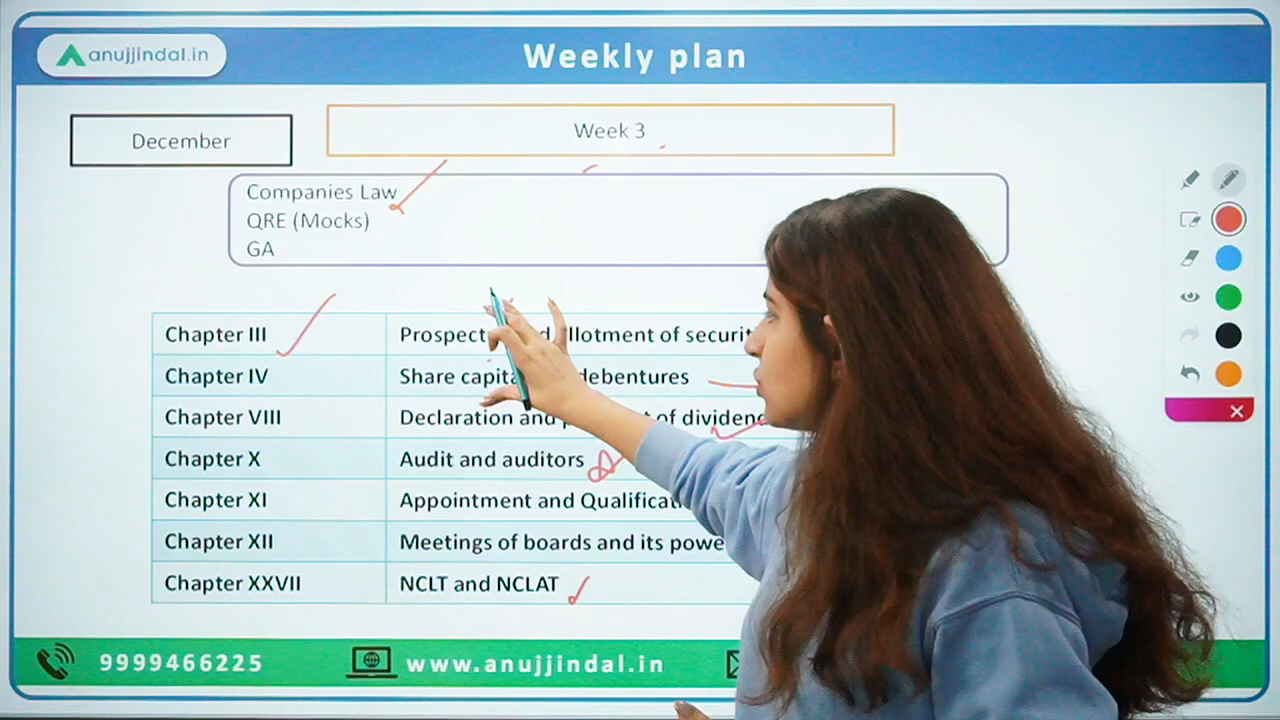 anujjindal.in
Weekly plan
December
Week 3
Companies Law
QRE (Mocks)
GA
Chapter III
Chapter IV Share debentures
Chapter VIII Declaration and of
Chapter X Audit and auditors
Chapter XI Appointment and
Chapter XII Meetings of boards and its
Chapter XXVII NCLT and NCLAT
9999466225 www.anujjindal.in